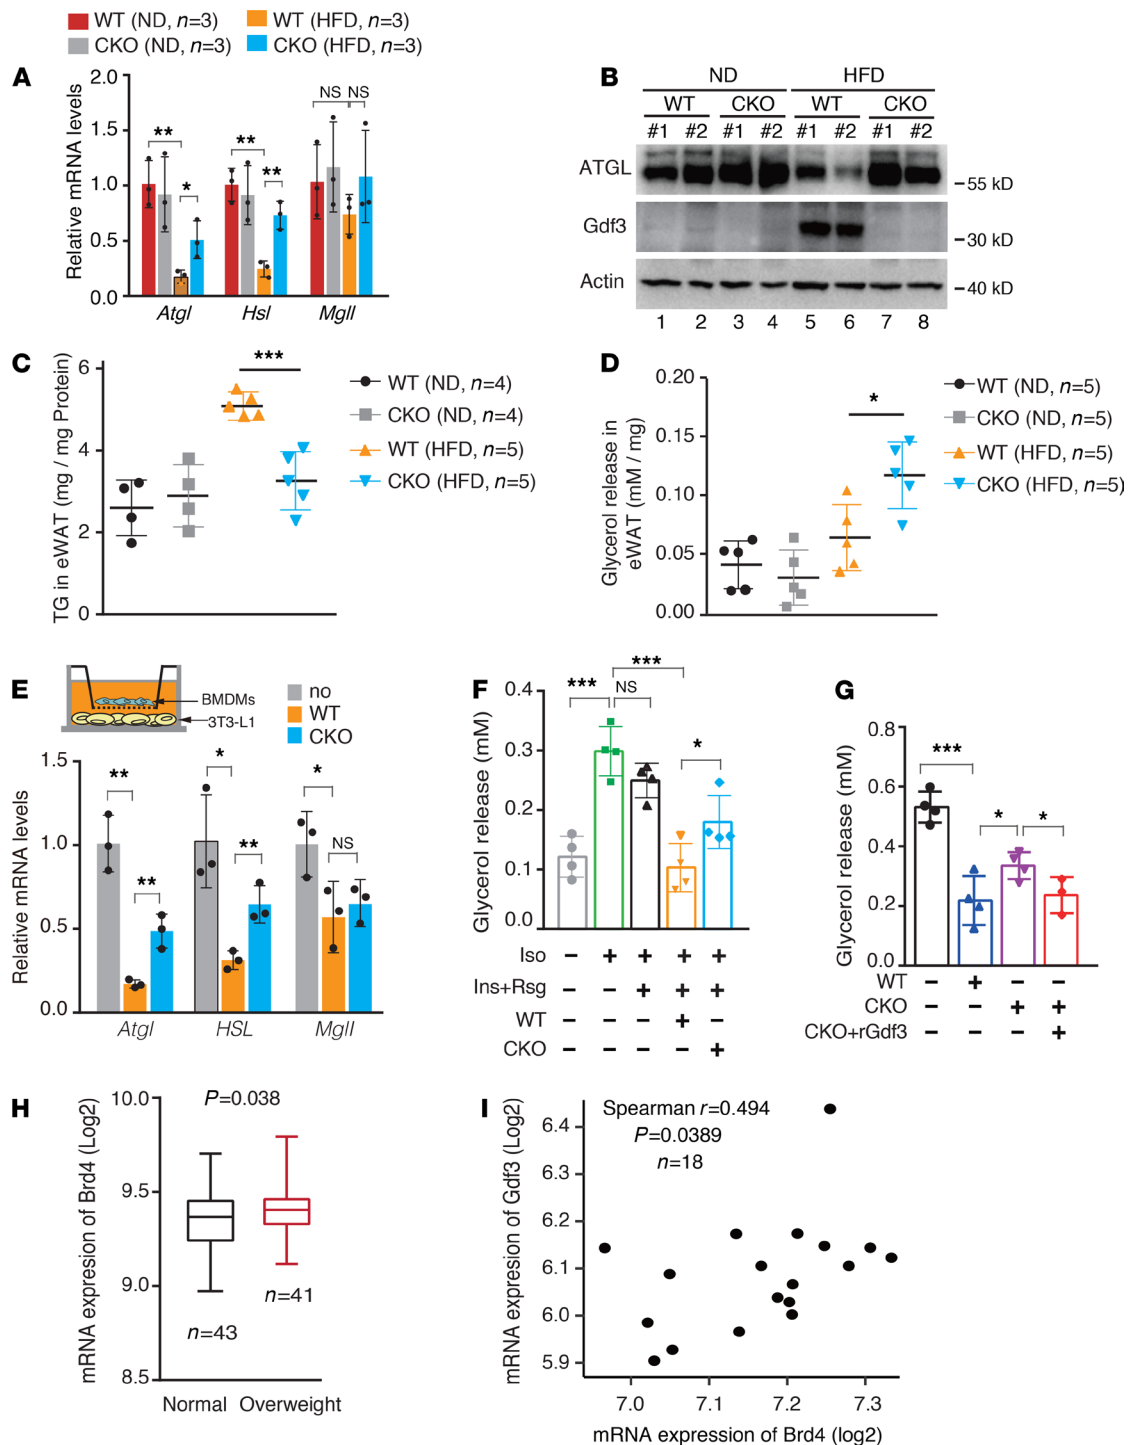 WT (ND, n=3)
WT (HFD, n=3)
CKO (ND, n=3)
CKO (HFD, n=3)
A
Relative mRNA levels
2.0
1.5
1.0
0.5
0.0
**
*
**
**
NS
NS
Atgl
Hsl
Mgll
B
ND
HFD
WT
CKO
WT
CKO
#1 #2 #1 #2 #1 #2 #1 #2
ATGL
–55 kD
Gdf3
–30 kD
Actin
–40 kD
1 2 3 4 5 6 7 8
C
TG in eWAT (mg / mg Protein)
6
4
2
0
***
WT (ND, n=4)
CKO (ND, n=4)
WT (HFD, n=5)
CKO (HFD, n=5)
D
Glycerol release in
eWAT (mM / mg)
0.20
0.15
0.10
0.05
0.00
*
WT (ND, n=5)
CKO (ND, n=5)
WT (HFD, n=5)
CKO (HFD, n=5)
E
BMDMs
3T3-L1
no
WT
CKO
Relative mRNA levels
1.5
1.0
0.5
0.0
**
**
*
**
*
NS
Atgl
HSL
Mgll
F
Glycerol release (mM)
0.4
0.3
0.2
0.1
0.0
***
***
NS
*
Iso – + + + +
Ins+Rsg – – + + +
WT – – – + –
CKO – – – – +
G
Glycerol release (mM)
0.8
0.6
0.4
0.2
0.0
***
*
*
WT – + – –
CKO – – + +
CKO+rGdf3 – – – +
H
mRNA expresion of Brd4 (Log2)
10.0
9.5
9.0
8.5
P=0.038
n=43
n=41
Normal Overweight
I
mRNA expression of Gdf3 (Log2)
6.4
6.3
6.2
6.1
6.0
5.9
Spearman r=0.494
P=0.0389
n=18
7.0 7.1 7.2 7.3
mRNA expression of Brd4 (log2)